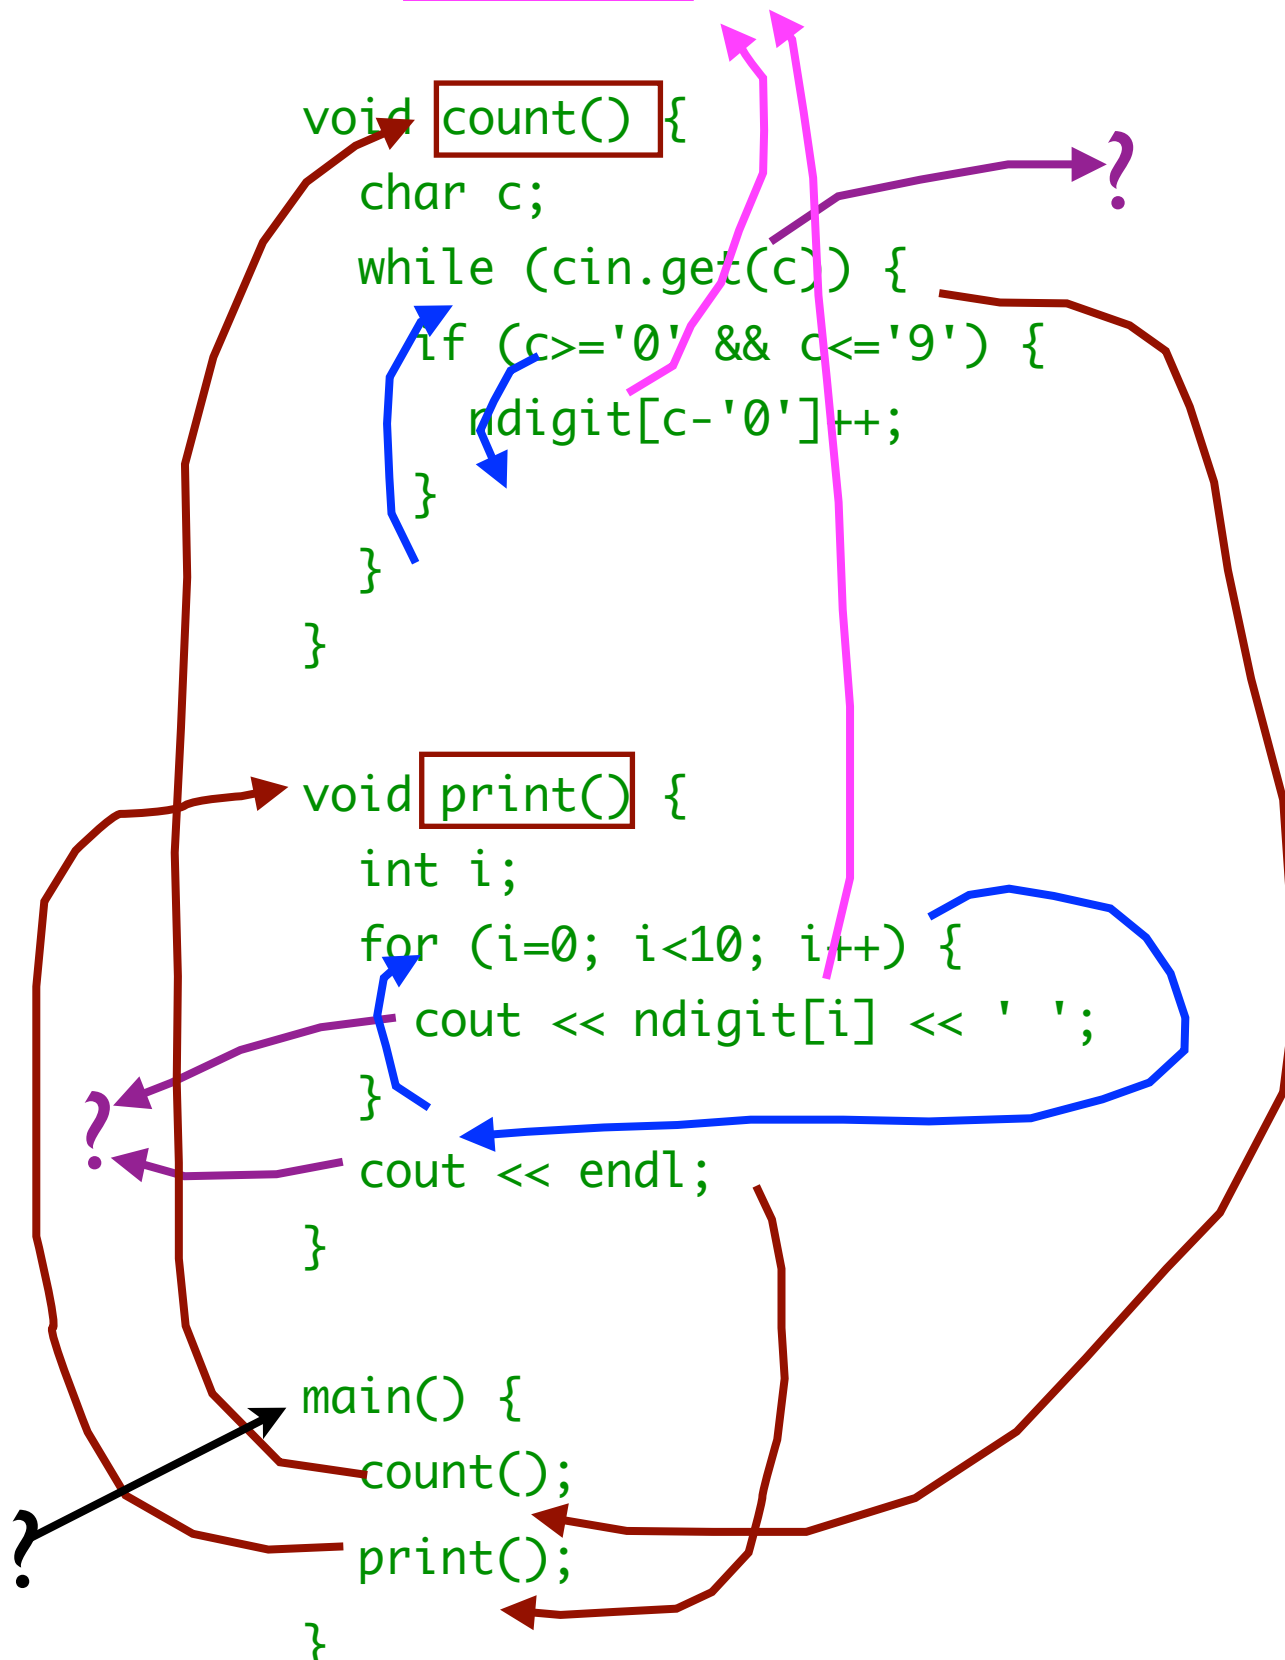 void count() {
char c;
while (cin.get(c)) {
if (c>='0' && c<='9') {
ndigit[c-'0']++;
}
}
}
void print() {
int i;
for (i=0; i<10; i++) {
cout << ndigit[i] << ' ';
}
cout << endl;
}
main() {
count();
print();
}
?
?
?